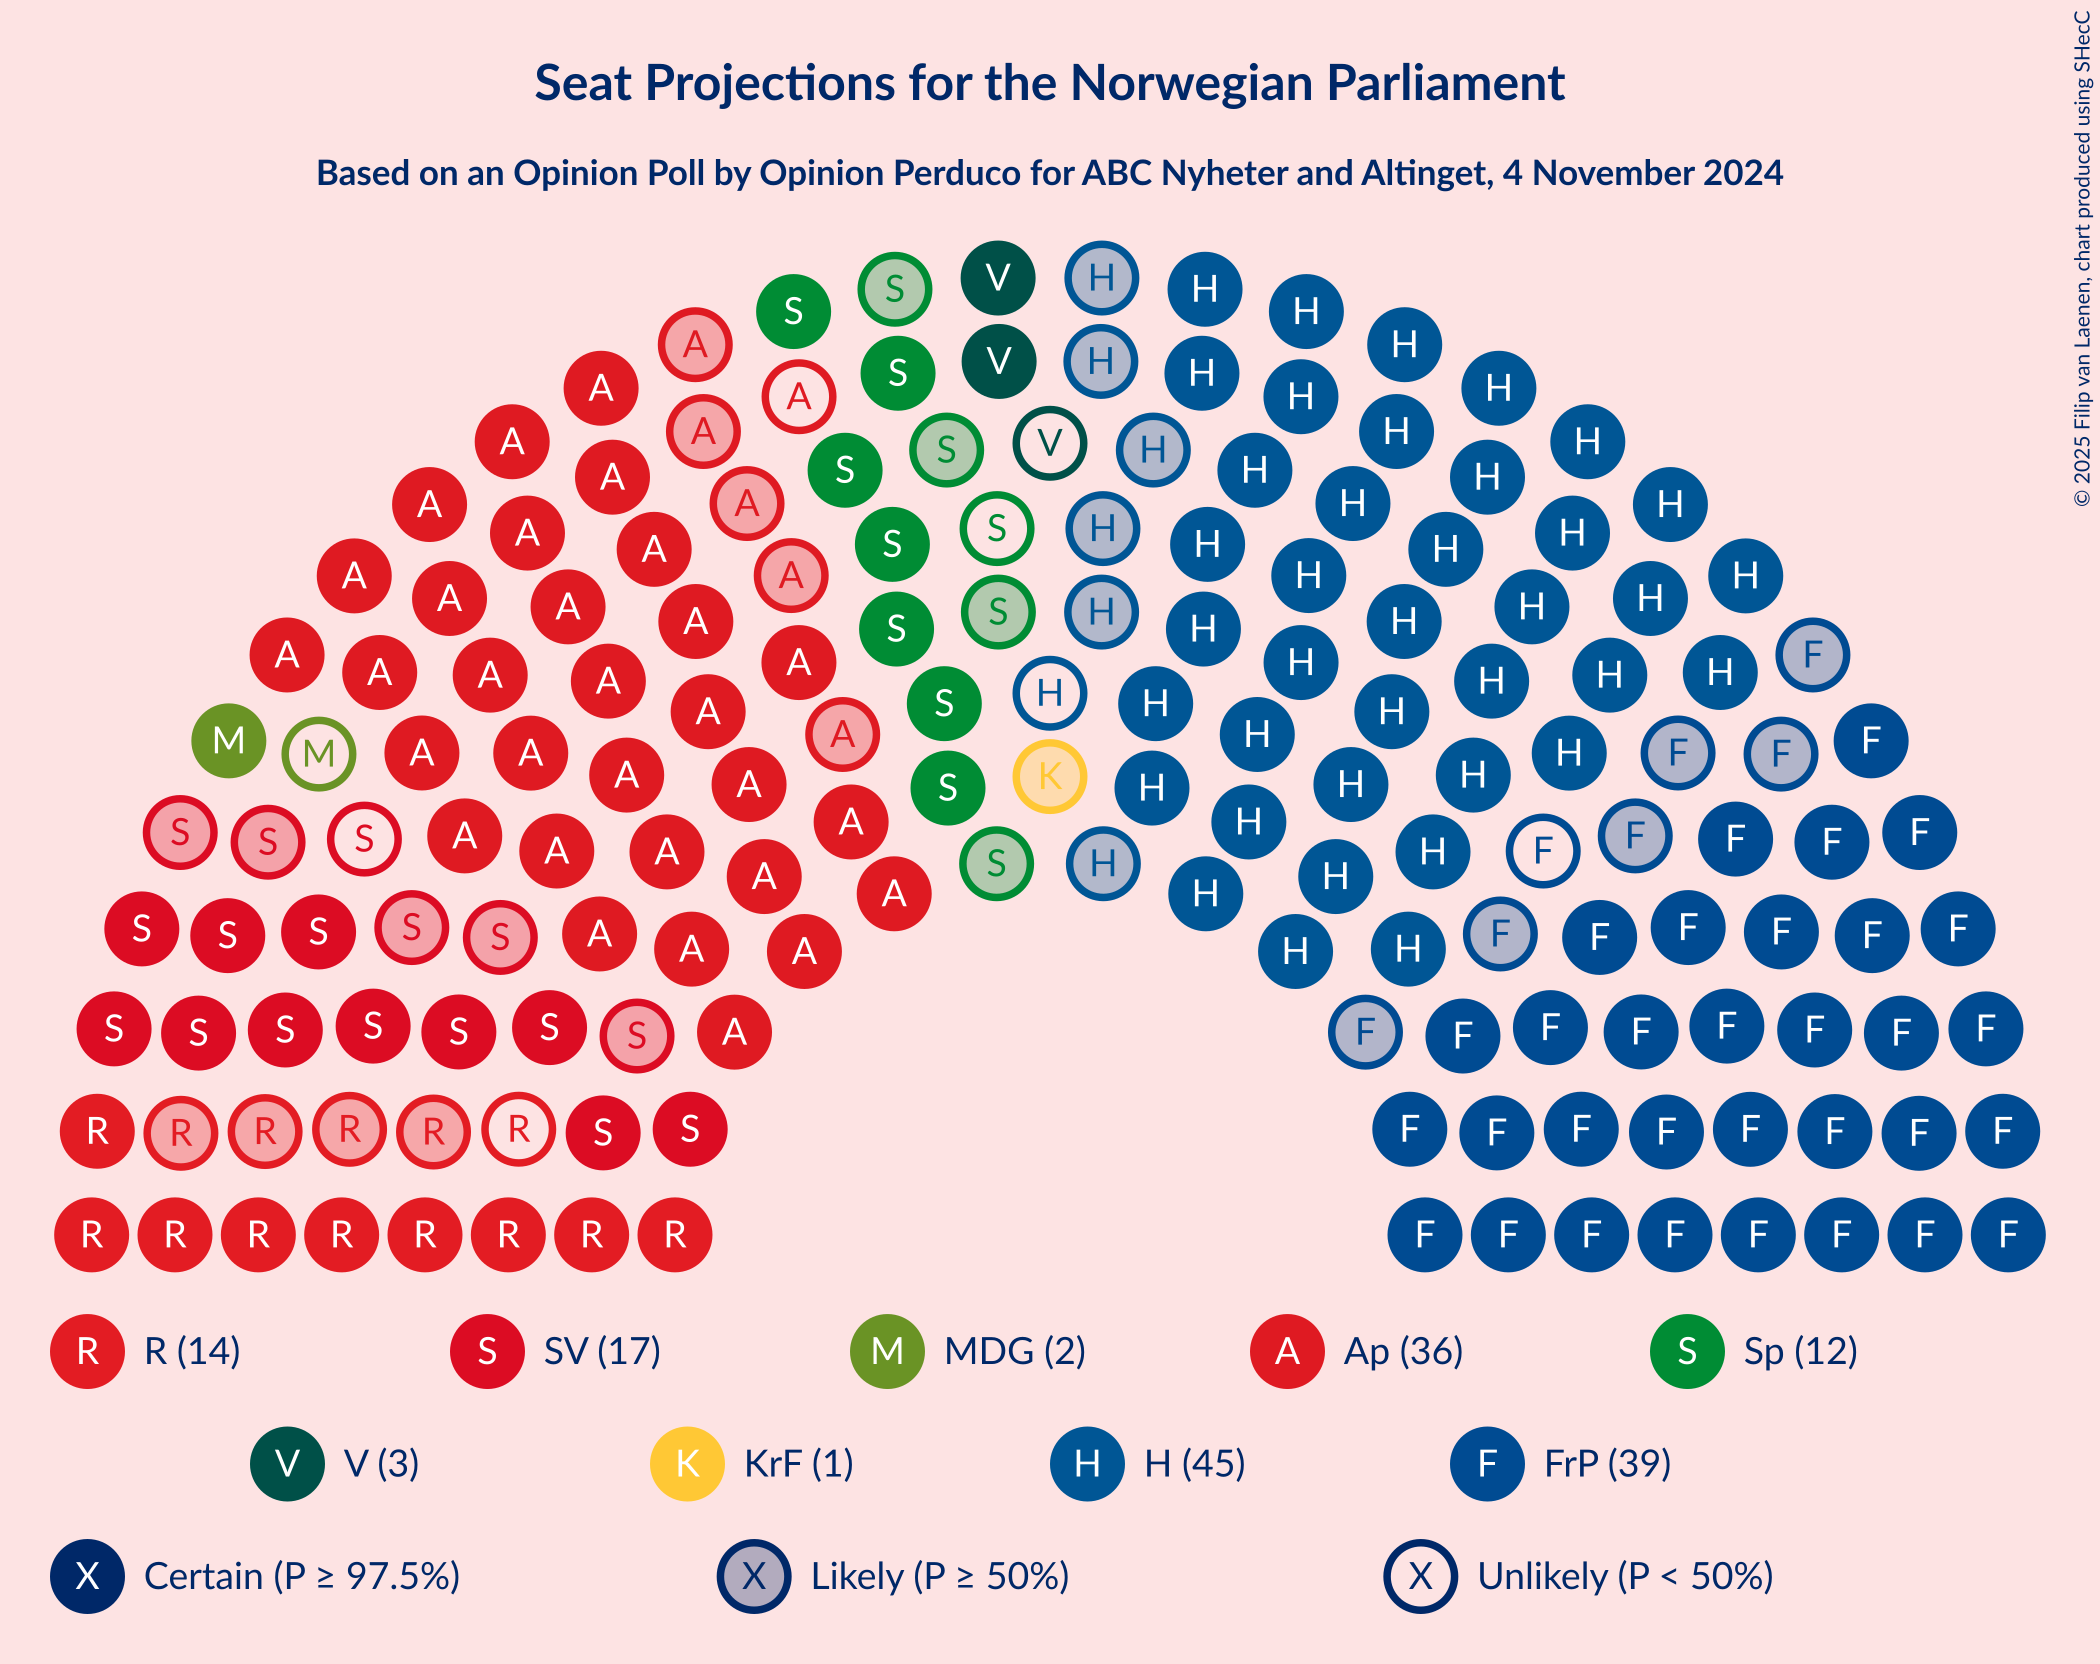 Seat Projections for the Norwegian Parliament
Based on an Opinion Poll by Opinion Perduco for ABC Nyheter and Altinget, 4 November 2024
© 2025 Filip van Laenen, chart produced using SHecC
S V H H H
A S H
A V H H
A A S H H
A S V H H H
A A S H H H
A A S S H H H H
A A S H H H
A A A S S H H H H
A A A H H H F
M A A A S H H H H F
M A A A A K H H H H F F
S S S A A A A S H H H F F F F
S S S S S A A A A S H H H H F F F F F F
S S S S S S S A F F F F F F F F
R R R R R R S S F F F F F F F F
R R R R R R R R F F F F F F F F
R R (14) S SV (17) M MDG (2) A Ap (36) S Sp (12)
V V (3) K KrF (1) H H (45) F FrP (39)
X Certain (P ≥ 97.5%) X Likely (P ≥ 50%) X Unlikely (P < 50%)